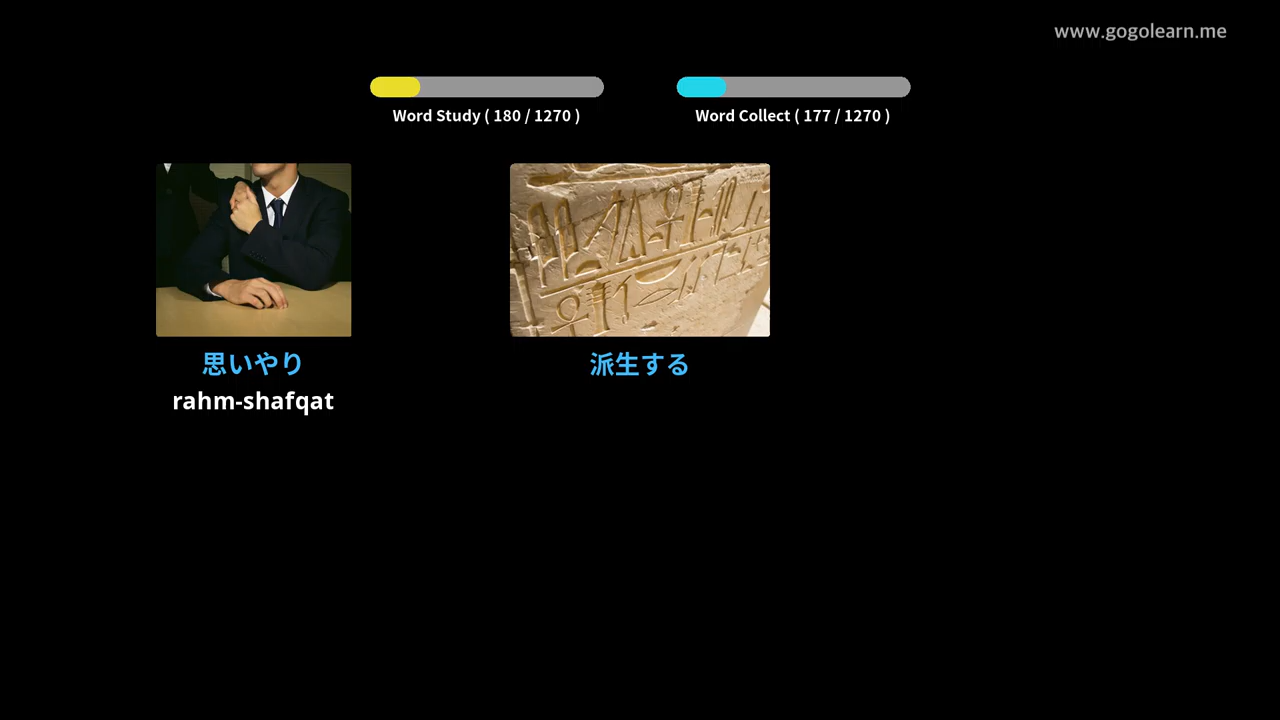 www.gogolearn.me
Word Study ( 180 / 1270 )
Word Collect ( 177 / 1270 )
思いやり
派生する
rahm-shafqat